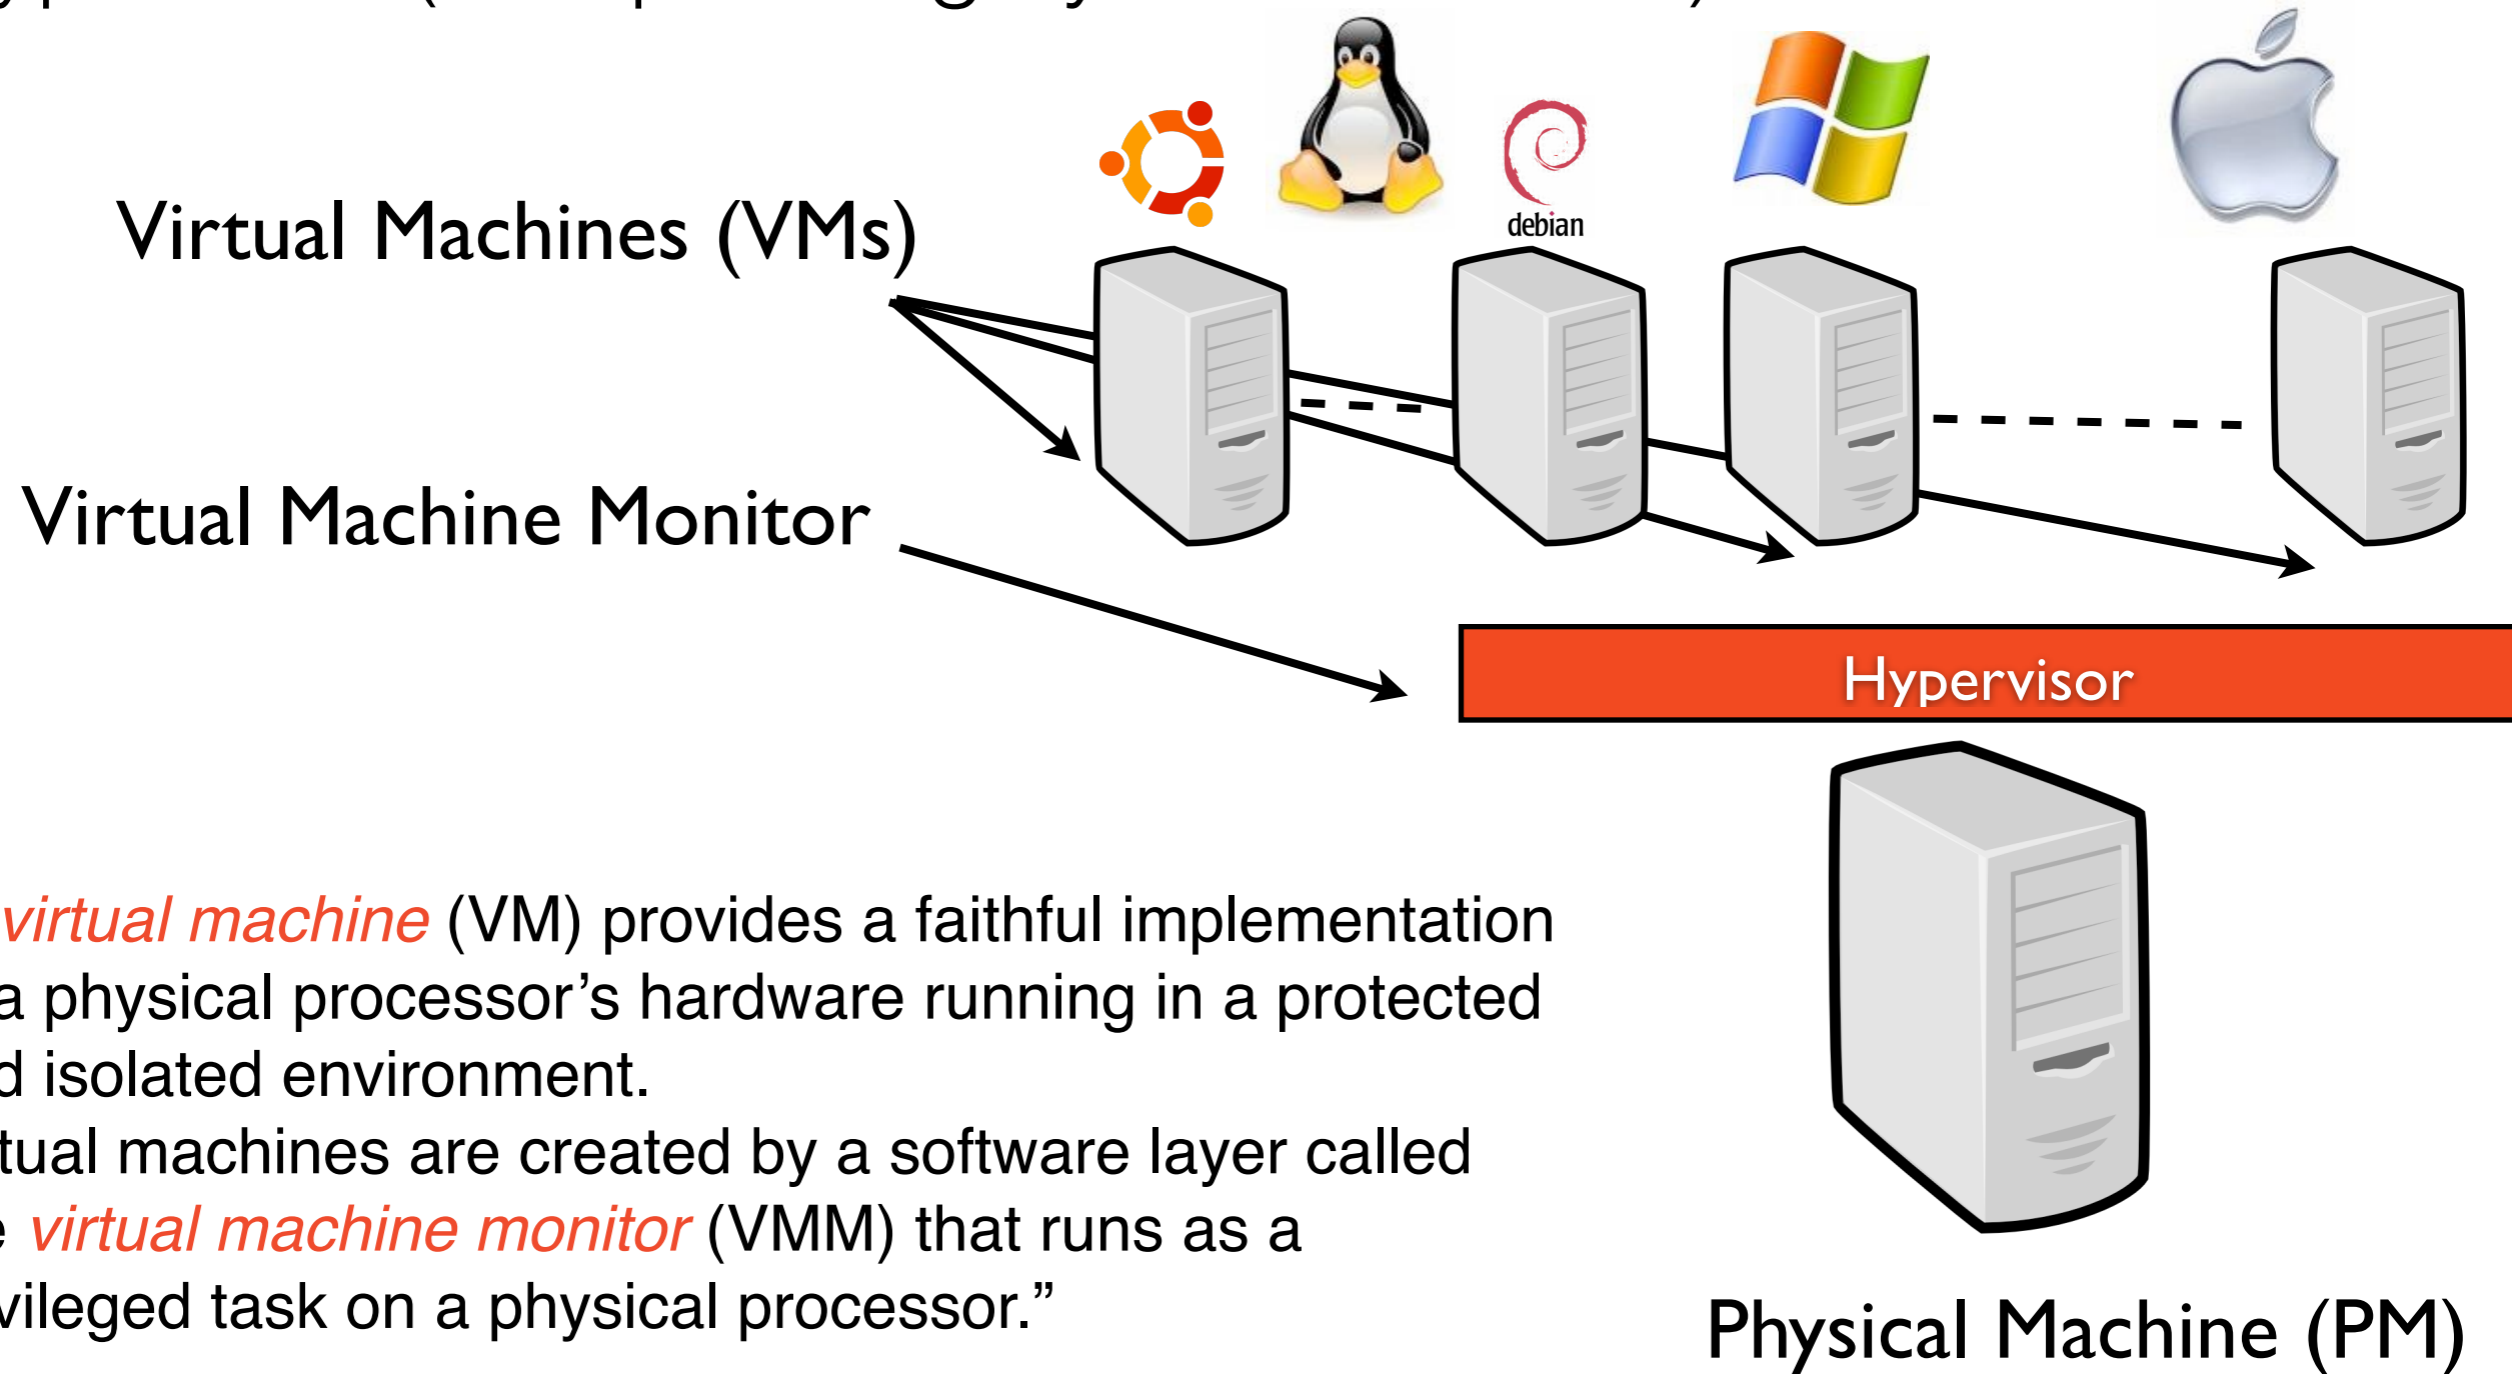 debian
Virtual Machines (VMs)
Virtual Machine Monitor
Hypervisor
virtual machine (VM) provides a faithful implementation
a physical processor’s hardware running in a protected
isolated environment.
machines are created by a software layer called
virtual machine monitor (VMM) that runs as a
task on a physical processor.”
Physical Machine (PM)